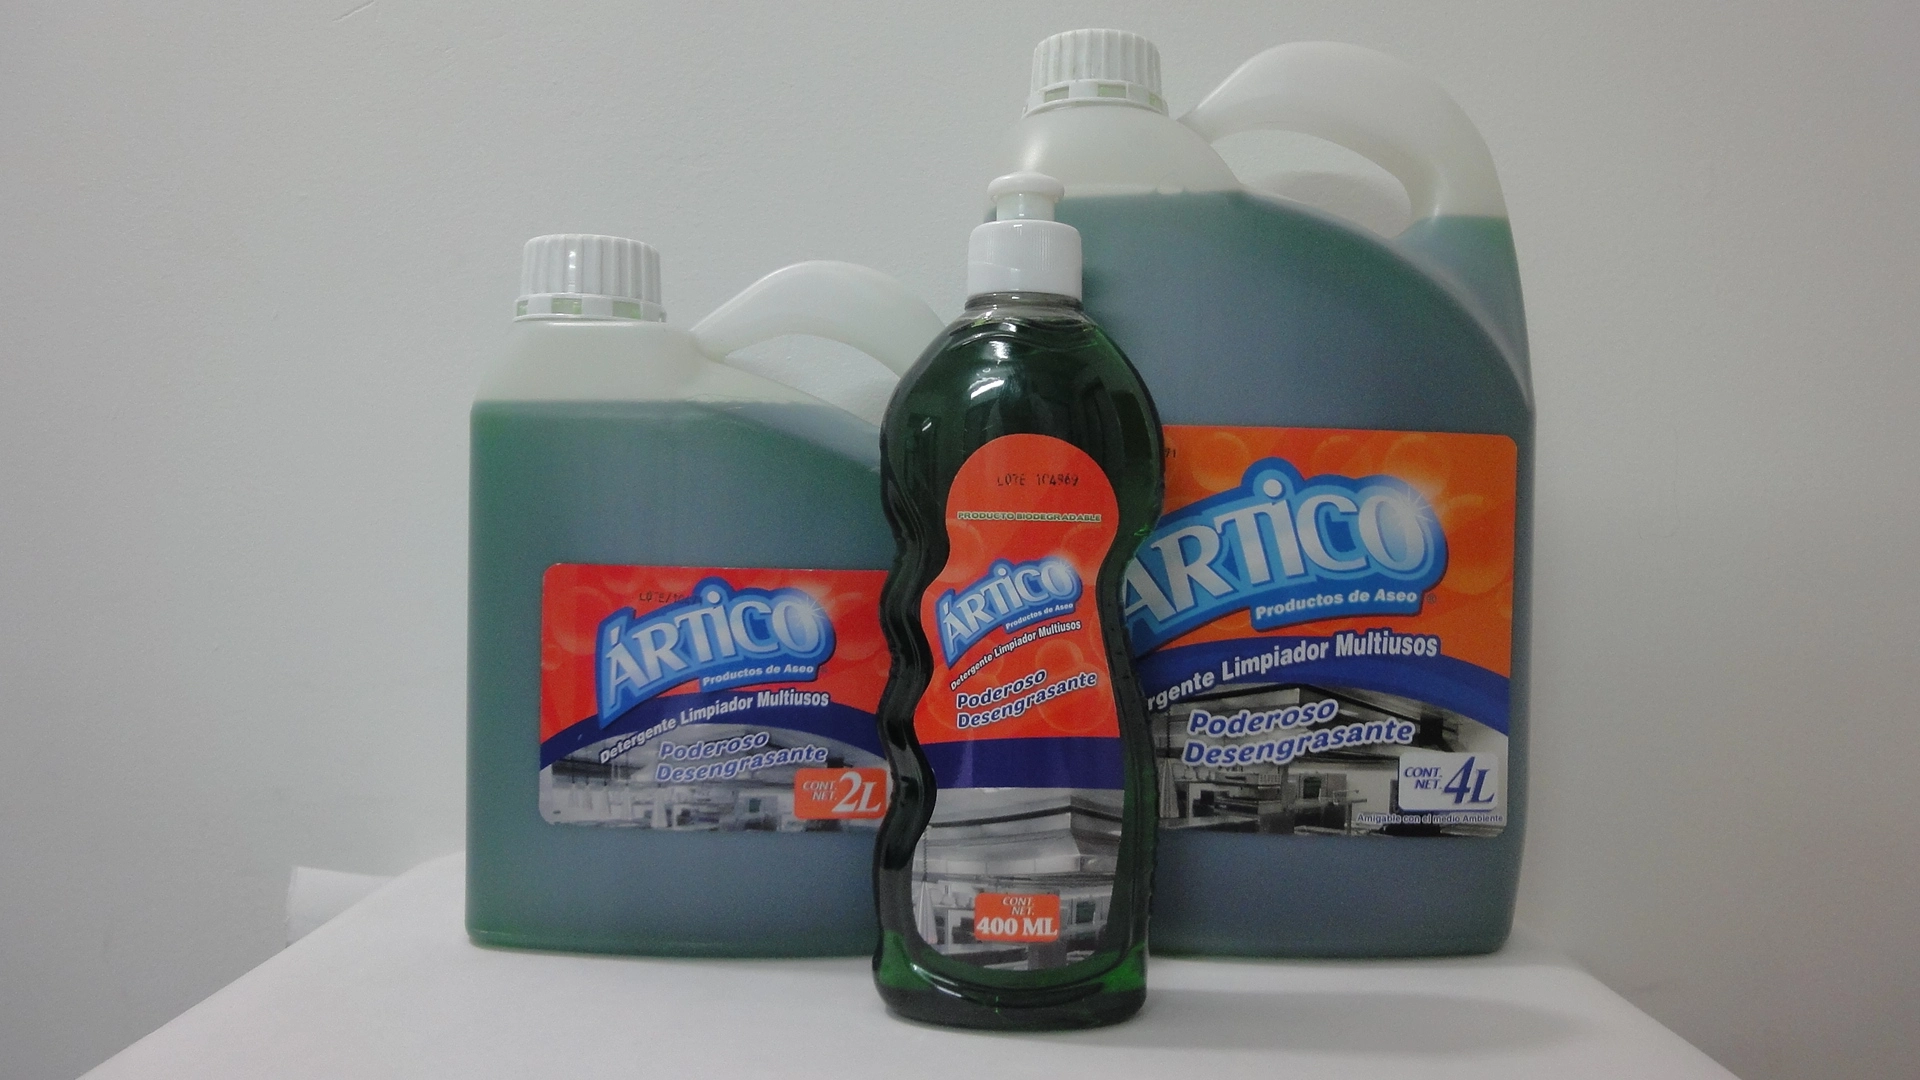 ÁRTICO
Productos de Aseo
Detergente Limpiador Multiusos
Poderoso
Desengrasante
CONT.
NET. 2L
LOTE 104969
PRODUCTO BIODEGRADABLE
ÁRTICO
Productos de Aseo
Detergente Limpiador Multiusos
Poderoso
Desengrasante
CONT.
NET.
400 ML
ÁRTICO
Productos de Aseo
rgente Limpiador Multiusos
Poderoso
Desengrasante
CONT.
NET. 4L
Amigable con el medio Ambiente